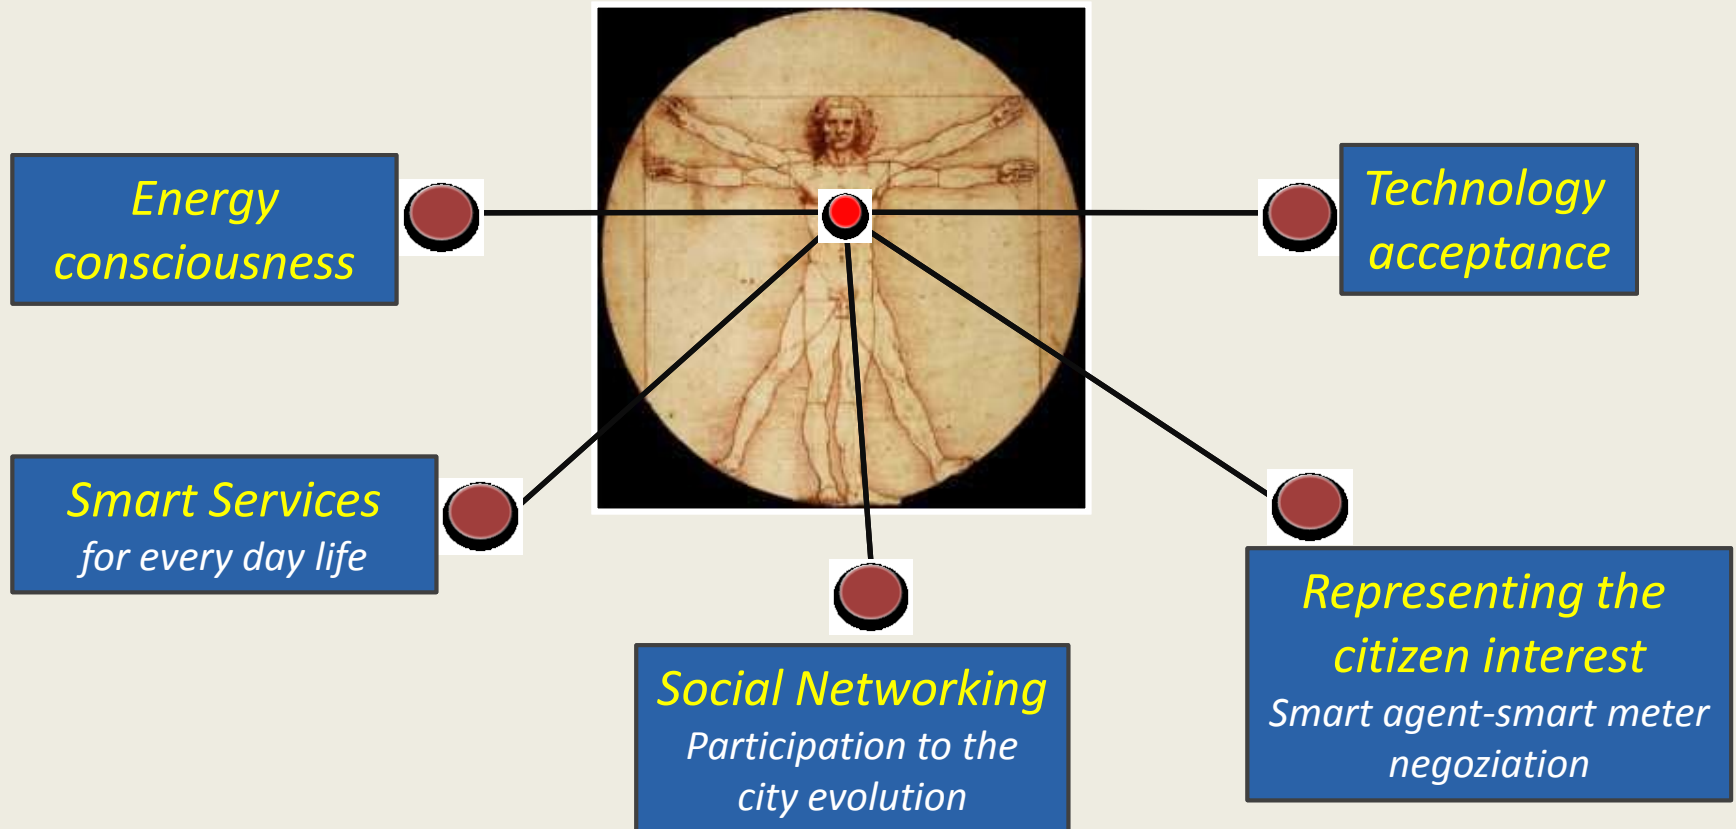 Energy
consciousness
Technology
acceptance
Smart Services
for every day life
Social Networking
Participation to the
city evolution
Representing the
citizen interest
Smart agent-smart meter
negoziation